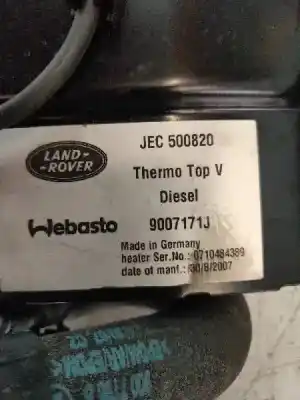 JEC 500820
LAND-
-ROVER
Thermo Top V
Diesel
Webasto
9007171J
Made in Germany
heater Ser.No.: 0710484389
date of manf.: 30/8/2007